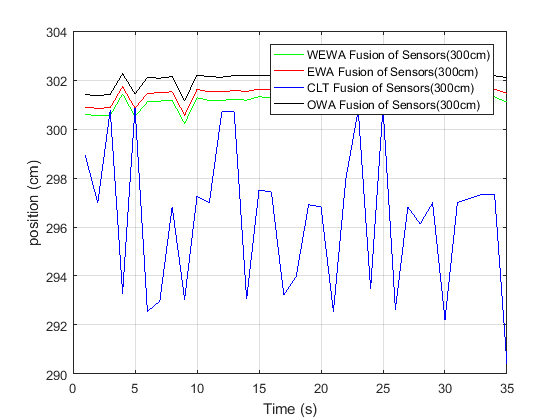 304
302
300
298
296
294
292
290
position (cm)
WEWA Fusion of Sensors(300cm)
EWA Fusion of Sensors(300cm)
CLT Fusion of Sensors(300cm)
OWA Fusion of Sensors(300cm)
0 5 10 15 20 25 30 35
Time (s)